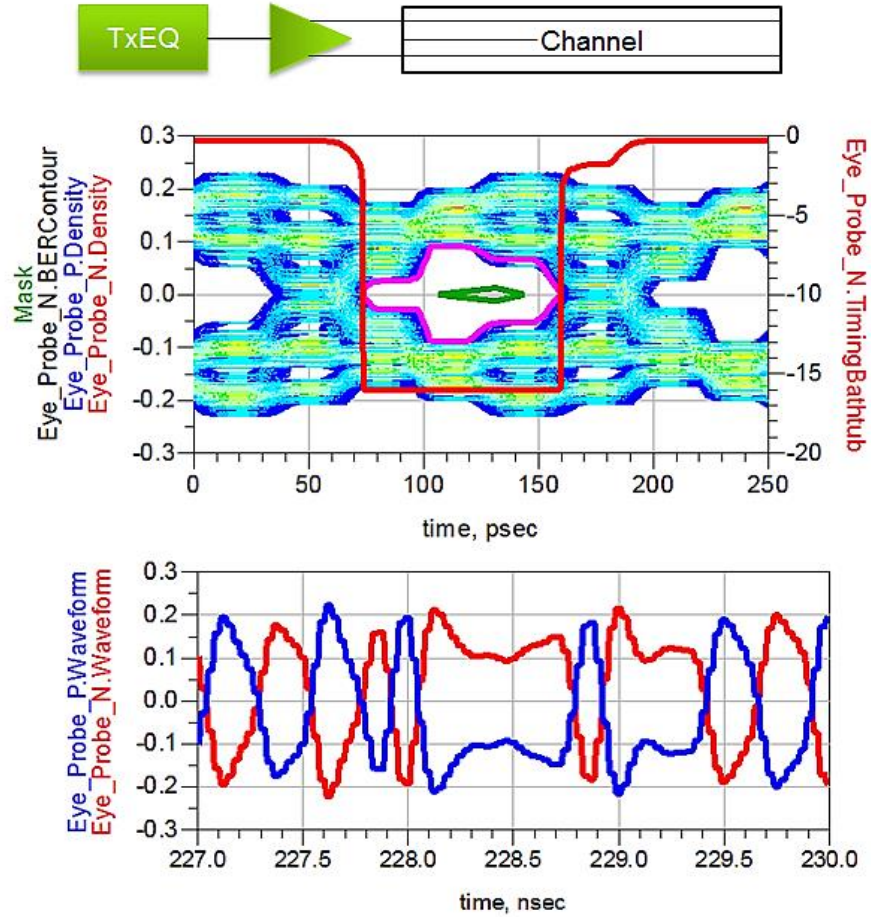 TxEQ
Channel
Mask
Eye_Probe_N.BERContour
Eye_Probe_P.Density
Eye_Probe_N.Density
0.3
0.2
0.1
0.0
-0.1
-0.2
-0.3
0
-5
-10
-15
-20
Eye_Probe_N.TimingBathtub
0 50 100 150 200 250
time, psec
Eye_Probe_P.Waveform
Eye_Probe_N.Waveform
0.3
0.2
0.1
0.0
-0.1
-0.2
-0.3
227.0 227.5 228.0 228.5 229.0 229.5 230.0
time, nsec